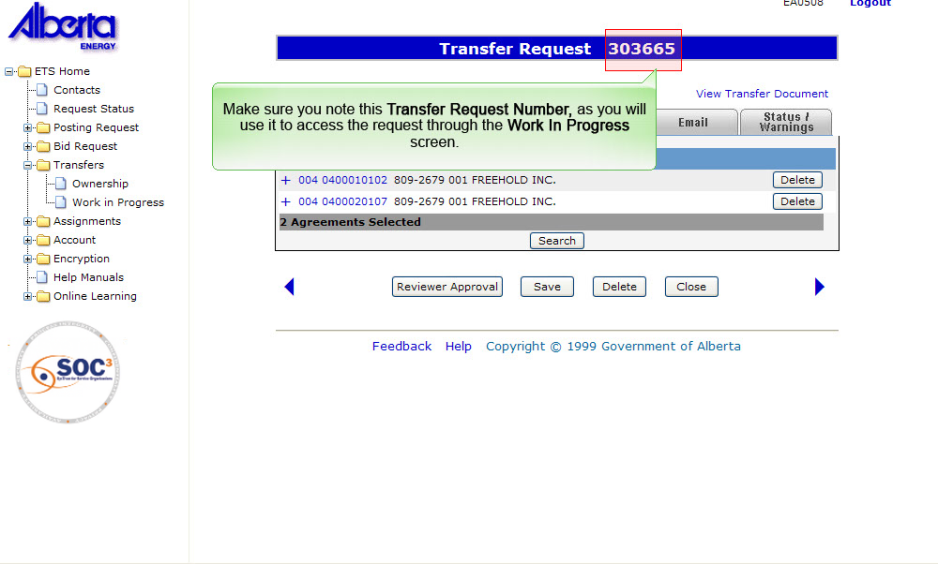 EA0508 Logout
Alberta
ENERGY
Transfer Request 303665
ETS Home
Contacts
Request Status
Posting Request
Bid Request
Transfers
Ownership
Work in Progress
Assignments
Account
Encryption
Help Manuals
Online Learning
View Transfer Document
Make sure you note this Transfer Request Number, as you will
use it to access the request through the Work In Progress
screen.
Email
Status /
Warnings
+ 004 0400010102 809-2679 001 FREEHOLD INC. Delete
+ 004 0400020107 809-2679 001 FREEHOLD INC. Delete
2 Agreements Selected
Search
Reviewer Approval Save Delete Close
Feedback Help Copyright © 1999 Government of Alberta
SOC3